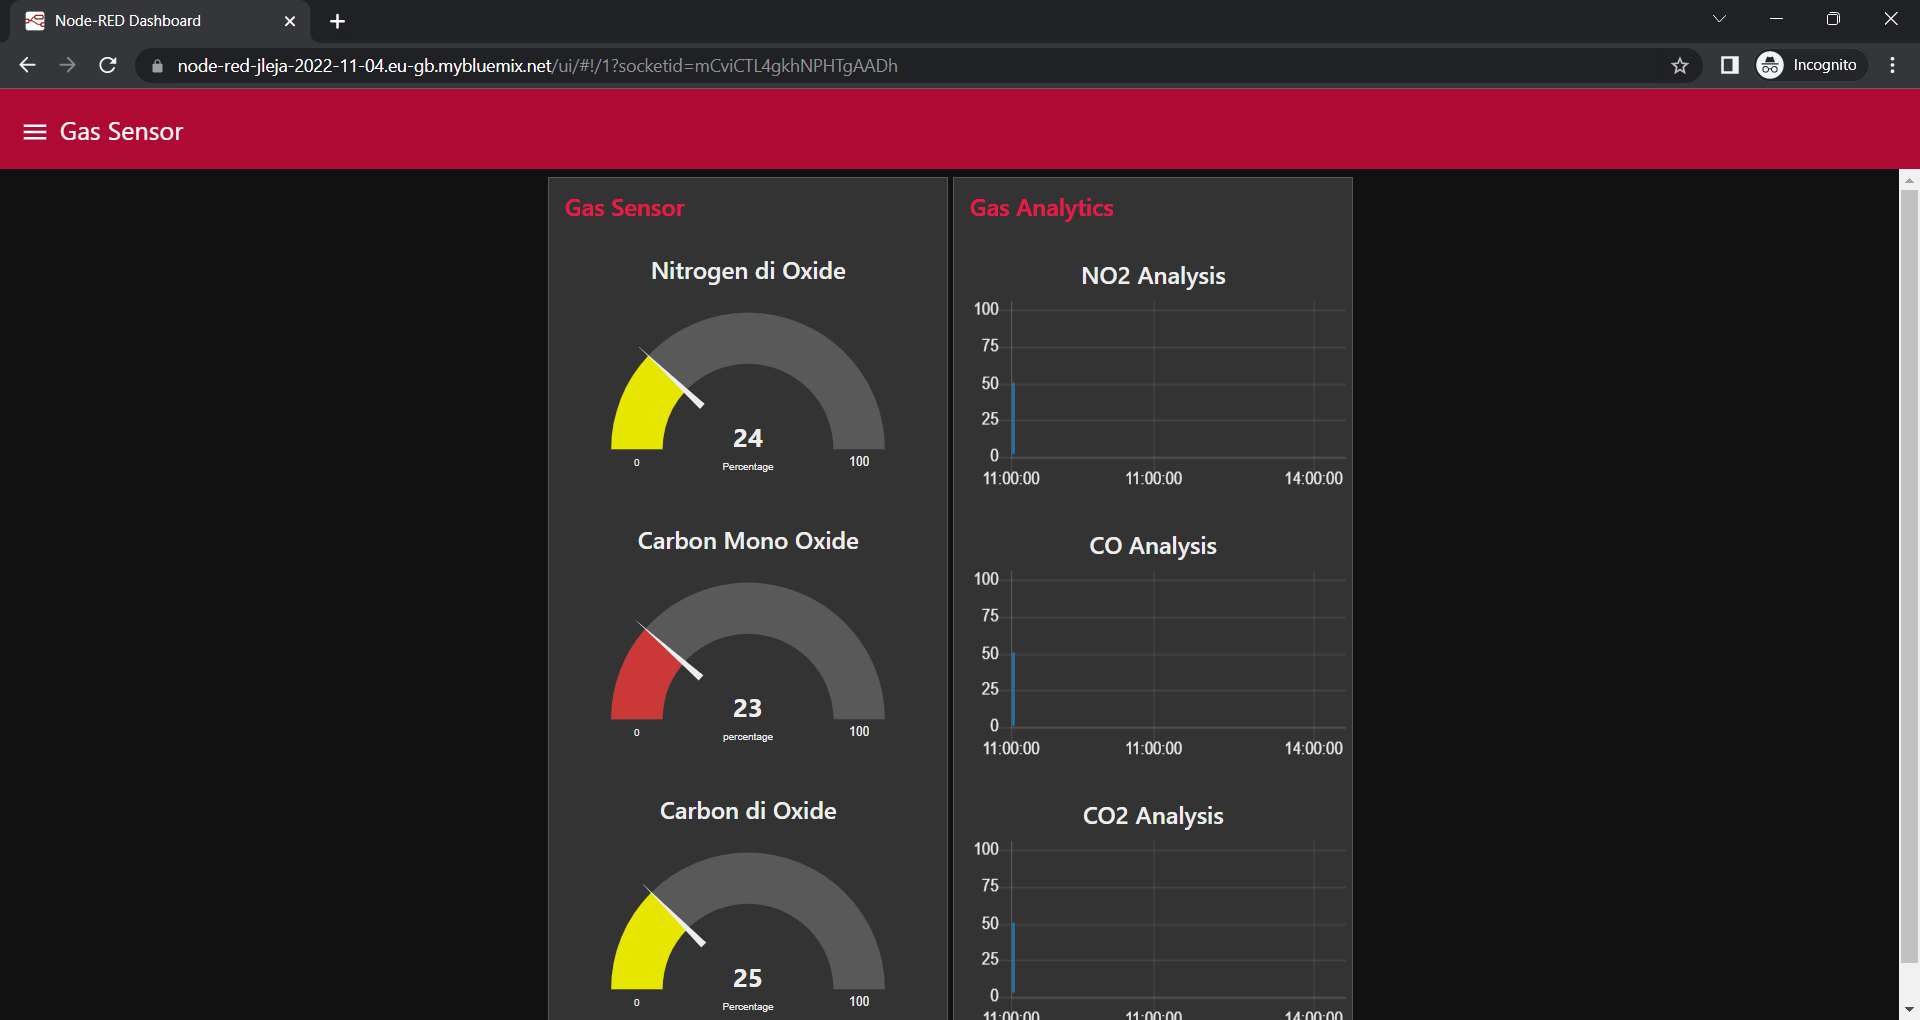 Node-RED Dashboard
node-red-jleja-2022-11-04.eu-gb.mybluemix.net/ui/#!/1?socketid=mCviCTL4gkhNPHTgAADh
Incognito
Gas Sensor
Gas Sensor
Nitrogen di Oxide
24
Percentage
0
100
Carbon Mono Oxide
23
percentage
0
100
Carbon di Oxide
25
Percentage
0
100
Gas Analytics
NO2 Analysis
100
75
50
25
0
11:00:00 11:00:00 14:00:00
CO Analysis
100
75
50
25
0
11:00:00 11:00:00 14:00:00
CO2 Analysis
100
75
50
25
0
11:00:00 11:00:00 14:00:00